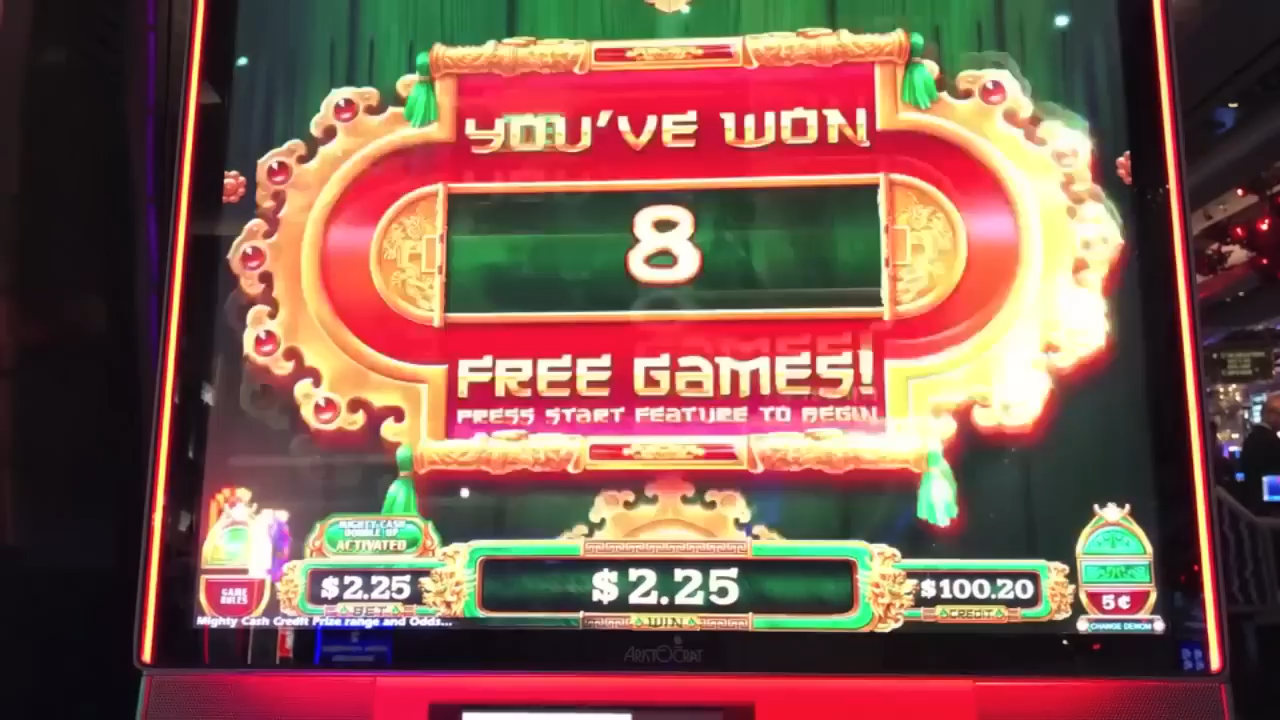 YOU'VE WON
8
FREE GAMES!
PRESS START FEATURE TO BEGIN
MIGHTY CASH
DOUBLE UP
ACTIVATED
GAME
RULES
$2.25
BET
$2.25
WIN
$100.20
CREDIT
5¢
CHANGE DENOM
Mighty Cash Credit Prize range and Odds...
ARISTOCRAT